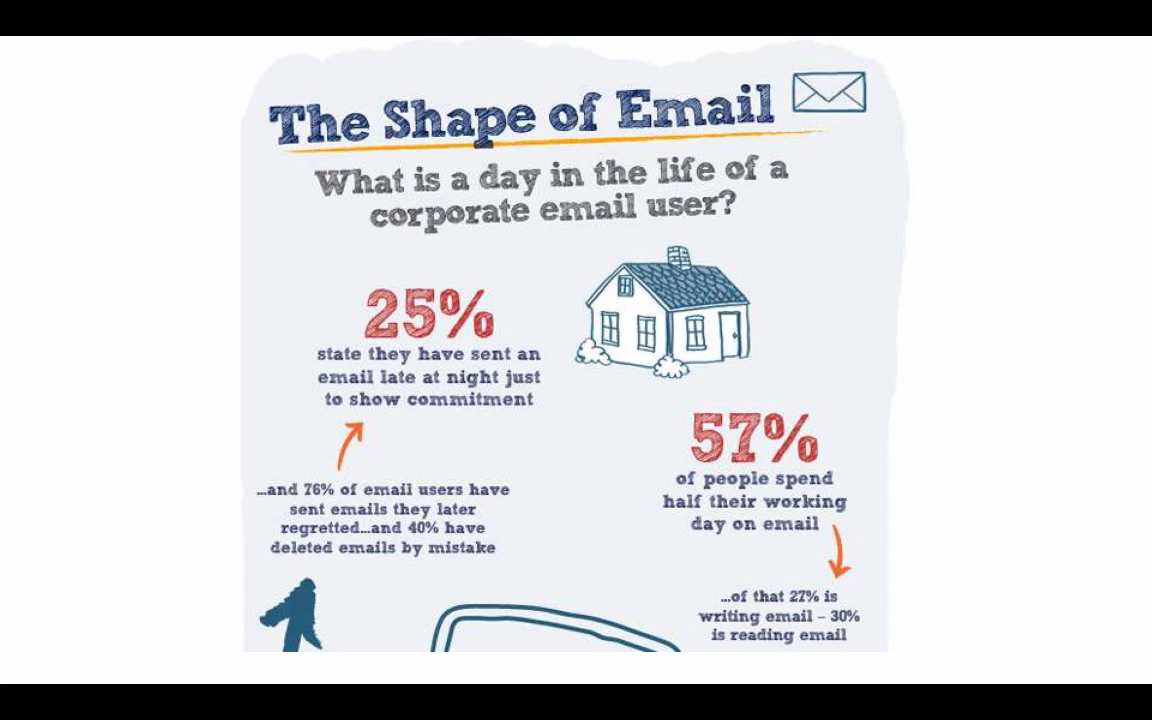 The Shape of Email
What is a day in the life of a
corporate email user?
25%
state they have sent an
email late at night just
to show commitment
57%
of people spend
half their working
day on email
...and 76% of email users have
sent emails they later
regretted...and 40% have
deleted emails by mistake
...of that 27% is
writing email – 30%
is reading email